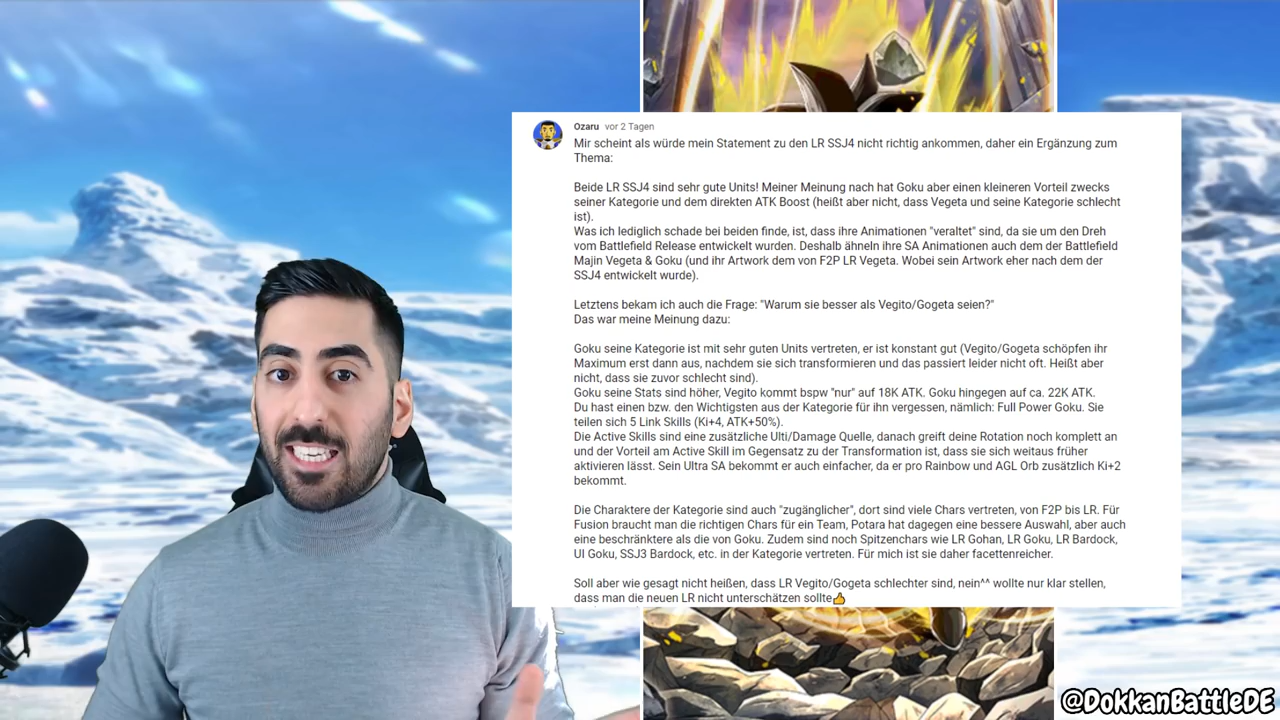 Ozaru vor 2 Tagen
Mir scheint als würde mein Statement zu den LR SSJ4 nicht richtig ankommen, daher ein Ergänzung zum
Thema:
Beide LR SSJ4 sind sehr gute Units! Meiner Meinung nach hat Goku aber einen kleineren Vorteil zwecks
seiner Kategorie und dem direkten ATK Boost (heißt aber nicht, dass Vegeta und seine Kategorie schlecht
ist).
Was ich lediglich schade bei beiden finde, ist, dass ihre Animationen "veraltet" sind, da sie um den Dreh
vom Battlefield Release entwickelt wurden. Deshalb ähneln ihre SA Animationen auch dem der Battlefield
Majin Vegeta & Goku (und ihr Artwork dem von F2P LR Vegeta. Wobei sein Artwork eher nach dem der
SSJ4 entwickelt wurde).
Letztens bekam ich auch die Frage: "Warum sie besser als Vegito/Gogeta seien?"
Das war meine Meinung dazu:
Goku seine Kategorie ist mit sehr guten Units vertreten, er ist konstant gut (Vegito/Gogeta schöpfen ihr
Maximum erst dann aus, nachdem sie sich transformieren und das passiert leider nicht oft. Heißt aber
nicht, dass sie zuvor schlecht sind).
Goku seine Stats sind höher, Vegito kommt bspw "nur" auf 18K ATK. Goku hingegen auf ca. 22K ATK.
Du hast einen bzw. den Wichtigsten aus der Kategorie für ihn vergessen, nämlich: Full Power Goku. Sie
teilen sich 5 Link Skills (Ki+4, ATK+50%).
Die Active Skills sind eine zusätzliche Ulti/Damage Quelle, danach greift deine Rotation noch komplett an
und der Vorteil am Active Skill im Gegensatz zu der Transformation ist, dass sie sich weitaus früher
aktivieren lässt. Sein Ultra SA bekommt er auch einfacher, da er pro Rainbow und AGL Orb zusätzlich Ki+2
bekommt.
Die Charaktere der Kategorie sind auch "zugänglicher", dort sind viele Chars vertreten, von F2P bis LR. Für
Fusion braucht man die richtigen Chars für ein Team, Potara hat dagegen eine bessere Auswahl, aber auch
eine beschränktere als die von Goku. Zudem sind noch Spitzenchars wie LR Gohan, LR Goku, LR Bardock,
UI Goku, SSJ3 Bardock, etc. in der Kategorie vertreten. Für mich ist sie daher facettenreicher.
Soll aber wie gesagt nicht heißen, dass LR Vegito/Gogeta schlechter sind, nein^^ wollte nur klar stellen,
dass man die neuen LR nicht unterschätzen sollte👍
@DokkanBattleDE